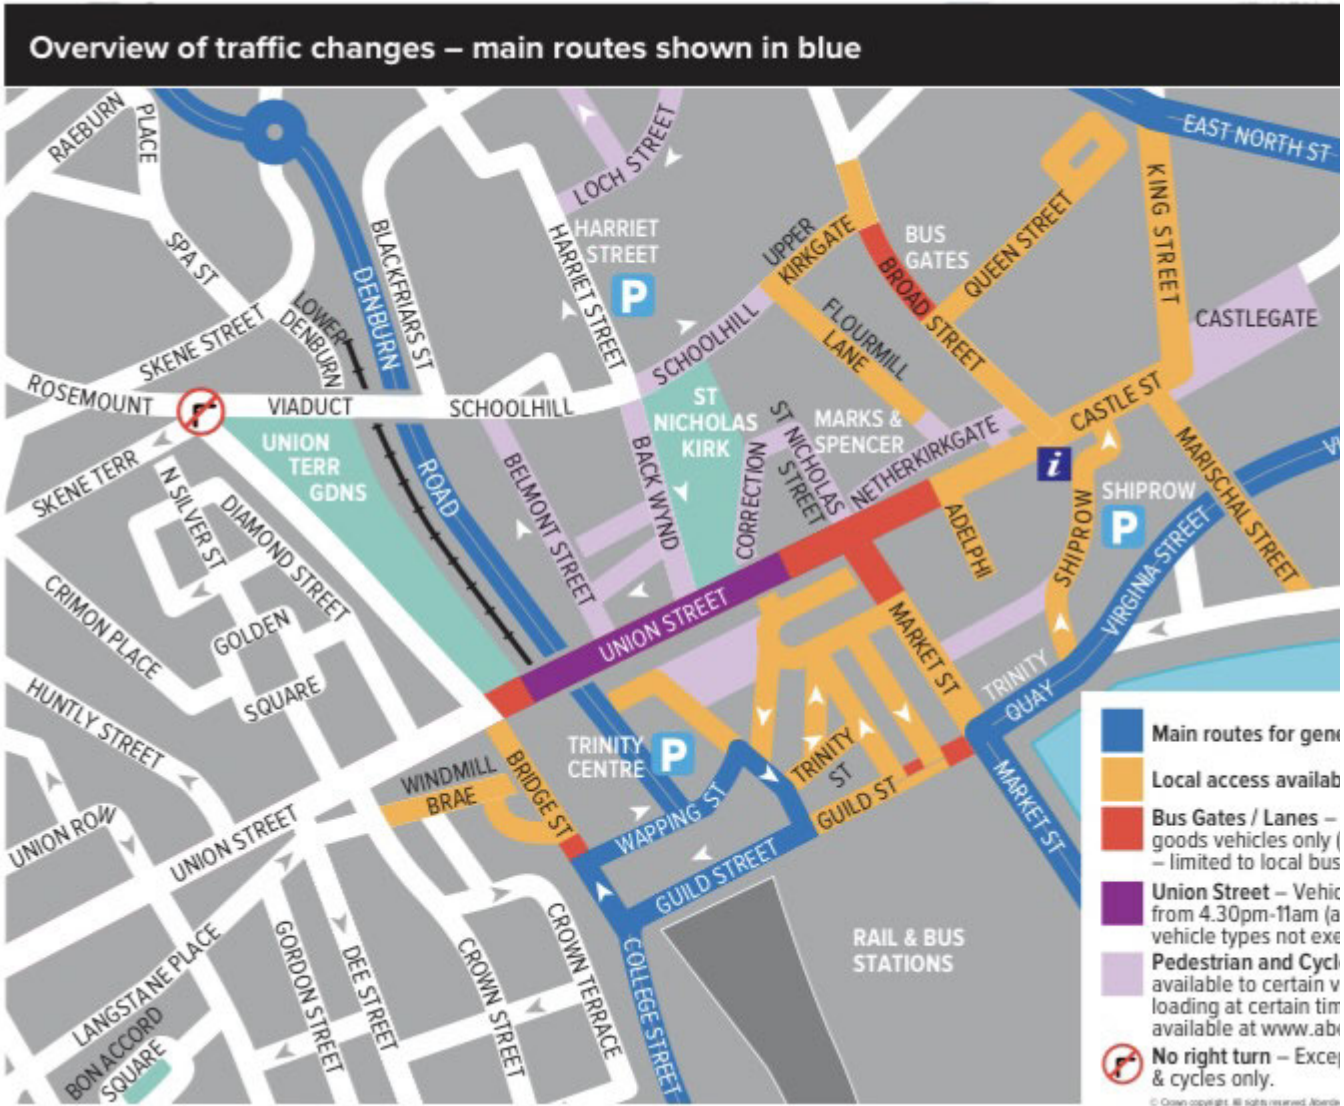 Overview of traffic changes – main routes shown in blue
RAEBURN
PLACE
SPA ST
SKENE STREET
LOWER
DENBURN
DENBURN
ROAD
BLACKFRIARS ST
LOCH STREET
HARRIET
STREET
P
HARRIET STREET
UPPER
KIRKGATE
BUS
GATES
BROAD STREET
QUEEN STREET
KING STREET
EAST NORTH ST
CASTLEGATE
ROSEMOUNT
VIADUCT
SCHOOLHILL
SCHOOLHILL
FLOURMILL
LANE
CASTLE ST
ST
NICHOLAS
KIRK
ST NICHOLAS
STREET
MARKS &
SPENCER
NETHERKIRKGATE
CORRECTION
BACK WYND
BELMONT STREET
UNION
TERR
GDNS
SKENE TERR
N SILVER ST
DIAMOND STREET
CRIMON PLACE
GOLDEN
SQUARE
HUNTLY STREET
UNION ROW
UNION STREET
UNION STREET
i
ADELPHI
SHIPROW
SHIPROW
P
MARISCHAL STREET
VIRGINIA STREET
VI
MARKET ST
TRINITY
QUAY
MARKET ST
TRINITY
CENTRE
P
TRINITY
ST
GUILD ST
WAPPING ST
GUILD STREET
WINDMILL
BRAE
BRIDGE ST
LANGSTANE PLACE
BON ACCORD
SQUARE
GORDON STREET
DEE STREET
CROWN STREET
CROWN TERRACE
COLLEGE STREET
RAIL & BUS
STATIONS
Main routes for gene
Local access availab
Bus Gates / Lanes –
goods vehicles only (
– limited to local bus
Union Street – Vehic
from 4.30pm-11am (a
vehicle types not exe
Pedestrian and Cycle
available to certain v
loading at certain tim
available at www.abe
No right turn – Excep
& cycles only.
© Crown copyright. All rights reserved. Aberde